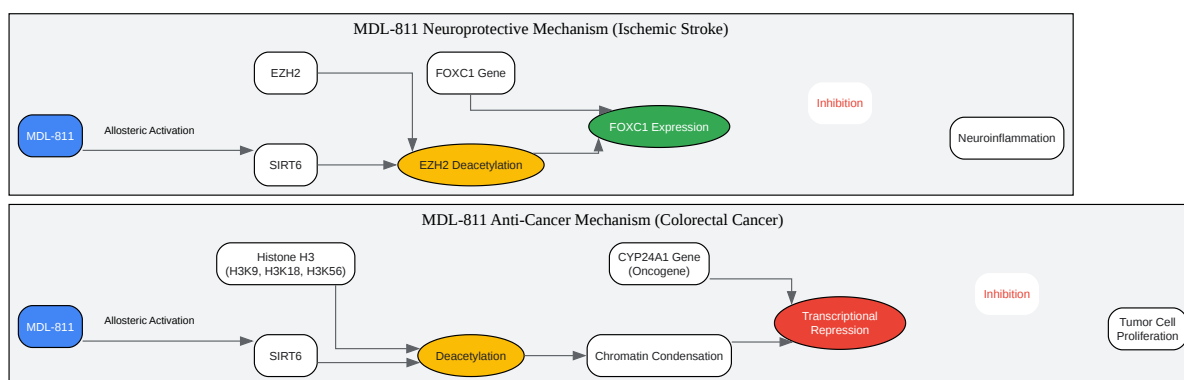 MDL-811 Neuroprotective Mechanism (Ischemic Stroke)
EZH2
FOXC1 Gene
Inhibition
MDL-811
Allosteric Activation
FOXC1 Expression
Neuroinflammation
SIRT6
EZH2 Deacetylation
MDL-811 Anti-Cancer Mechanism (Colorectal Cancer)
Histone H3
(H3K9, H3K18, H3K56)
CYP24A1 Gene
(Oncogene)
Inhibition
MDL-811
Allosteric Activation
Transcriptional
Repression
Tumor Cell
Proliferation
SIRT6
Deacetylation
Chromatin Condensation